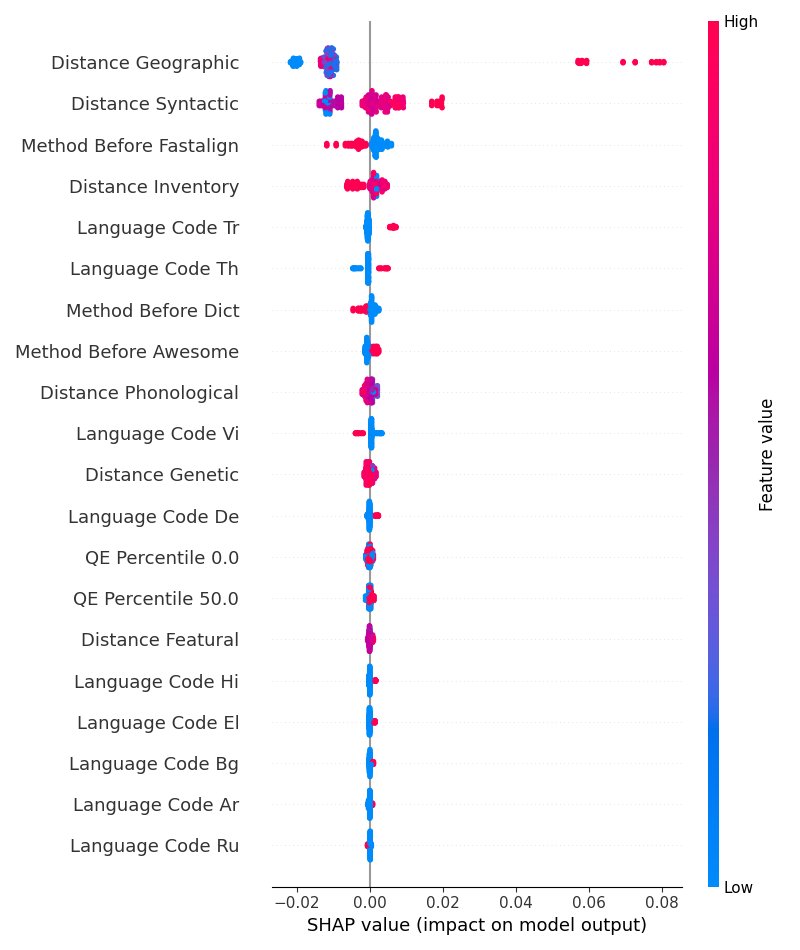 High
Distance Geographic
Distance Syntactic
Method Before Fastalign
Distance Inventory
Language Code Tr
Language Code Th
Method Before Dict
Method Before Awesome
Distance Phonological
Language Code Vi
Distance Genetic
Language Code De
QE Percentile 0.0
QE Percentile 50.0
Distance Featural
Language Code Hi
Language Code El
Language Code Bg
Language Code Ar
Language Code Ru
Feature value
Low
−0.02 0.00 0.02 0.04 0.06 0.08
SHAP value (impact on model output)